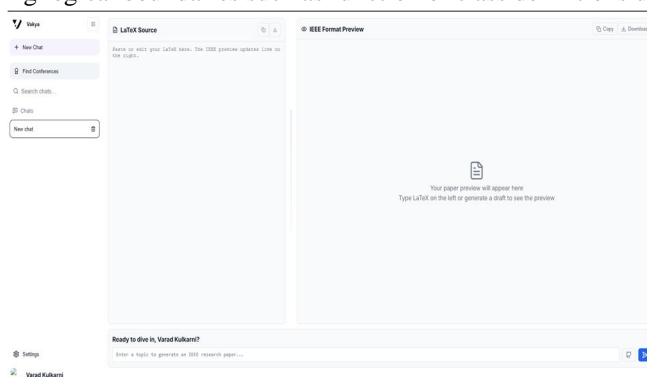 Vakya
+ New Chat
Find Conferences
Search chats...
Chats
New chat
Settings
Varad Kulkarni
LaTeX Source
Paste or edit your LaTeX here. The IEEE preview updates live on
the right.
IEEE Format Preview
Copy
Download
Your paper preview will appear here
Type LaTeX on the left or generate a draft to see the preview
Ready to dive in, Varad Kulkarni?
Enter a topic to generate an IEEE research paper...